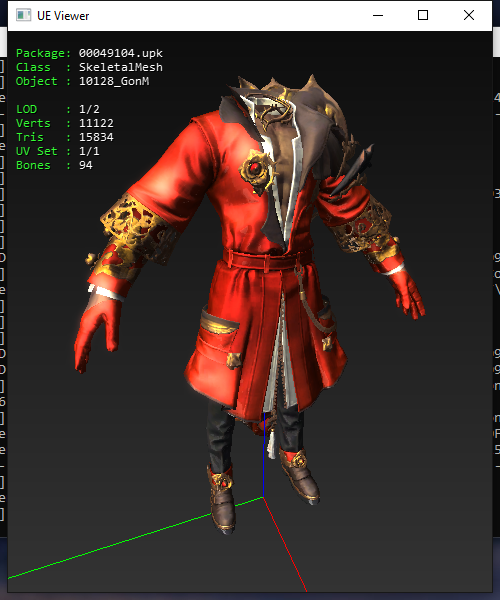 UE Viewer
Package: 00049104.upk
Class  : SkeletalMesh
Object : 10128_GonM
LOD    : 1/2
Verts  : 11122
Tris   : 15834
UV Set : 1/1
Bones  : 94